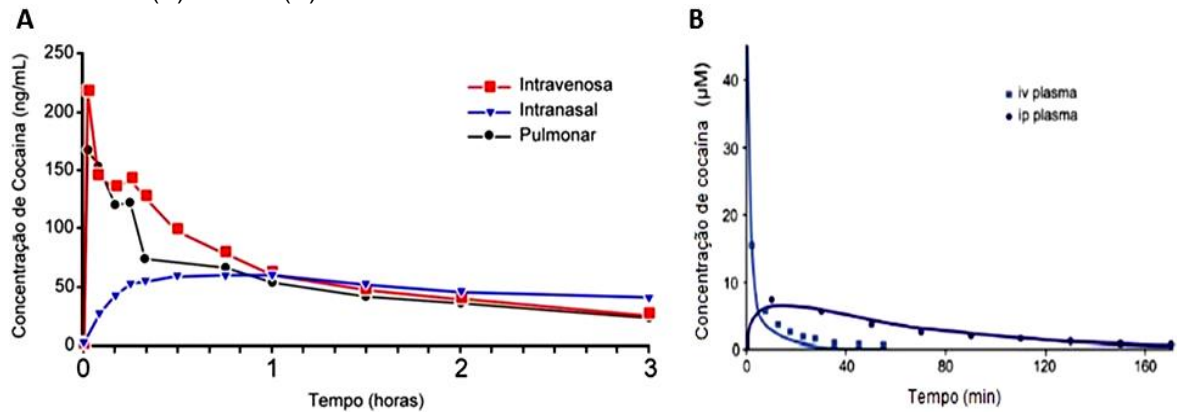 A
Concentração de Cocaína (ng/mL)
250
200
150
100
50
0
Intravenosa
Intranasal
Pulmonar
0
1
2
3
Tempo (horas)
B
Concentração de cocaína (µM)
40
30
20
10
0
iv plasma
ip plasma
0
40
80
120
160
Tempo (min)